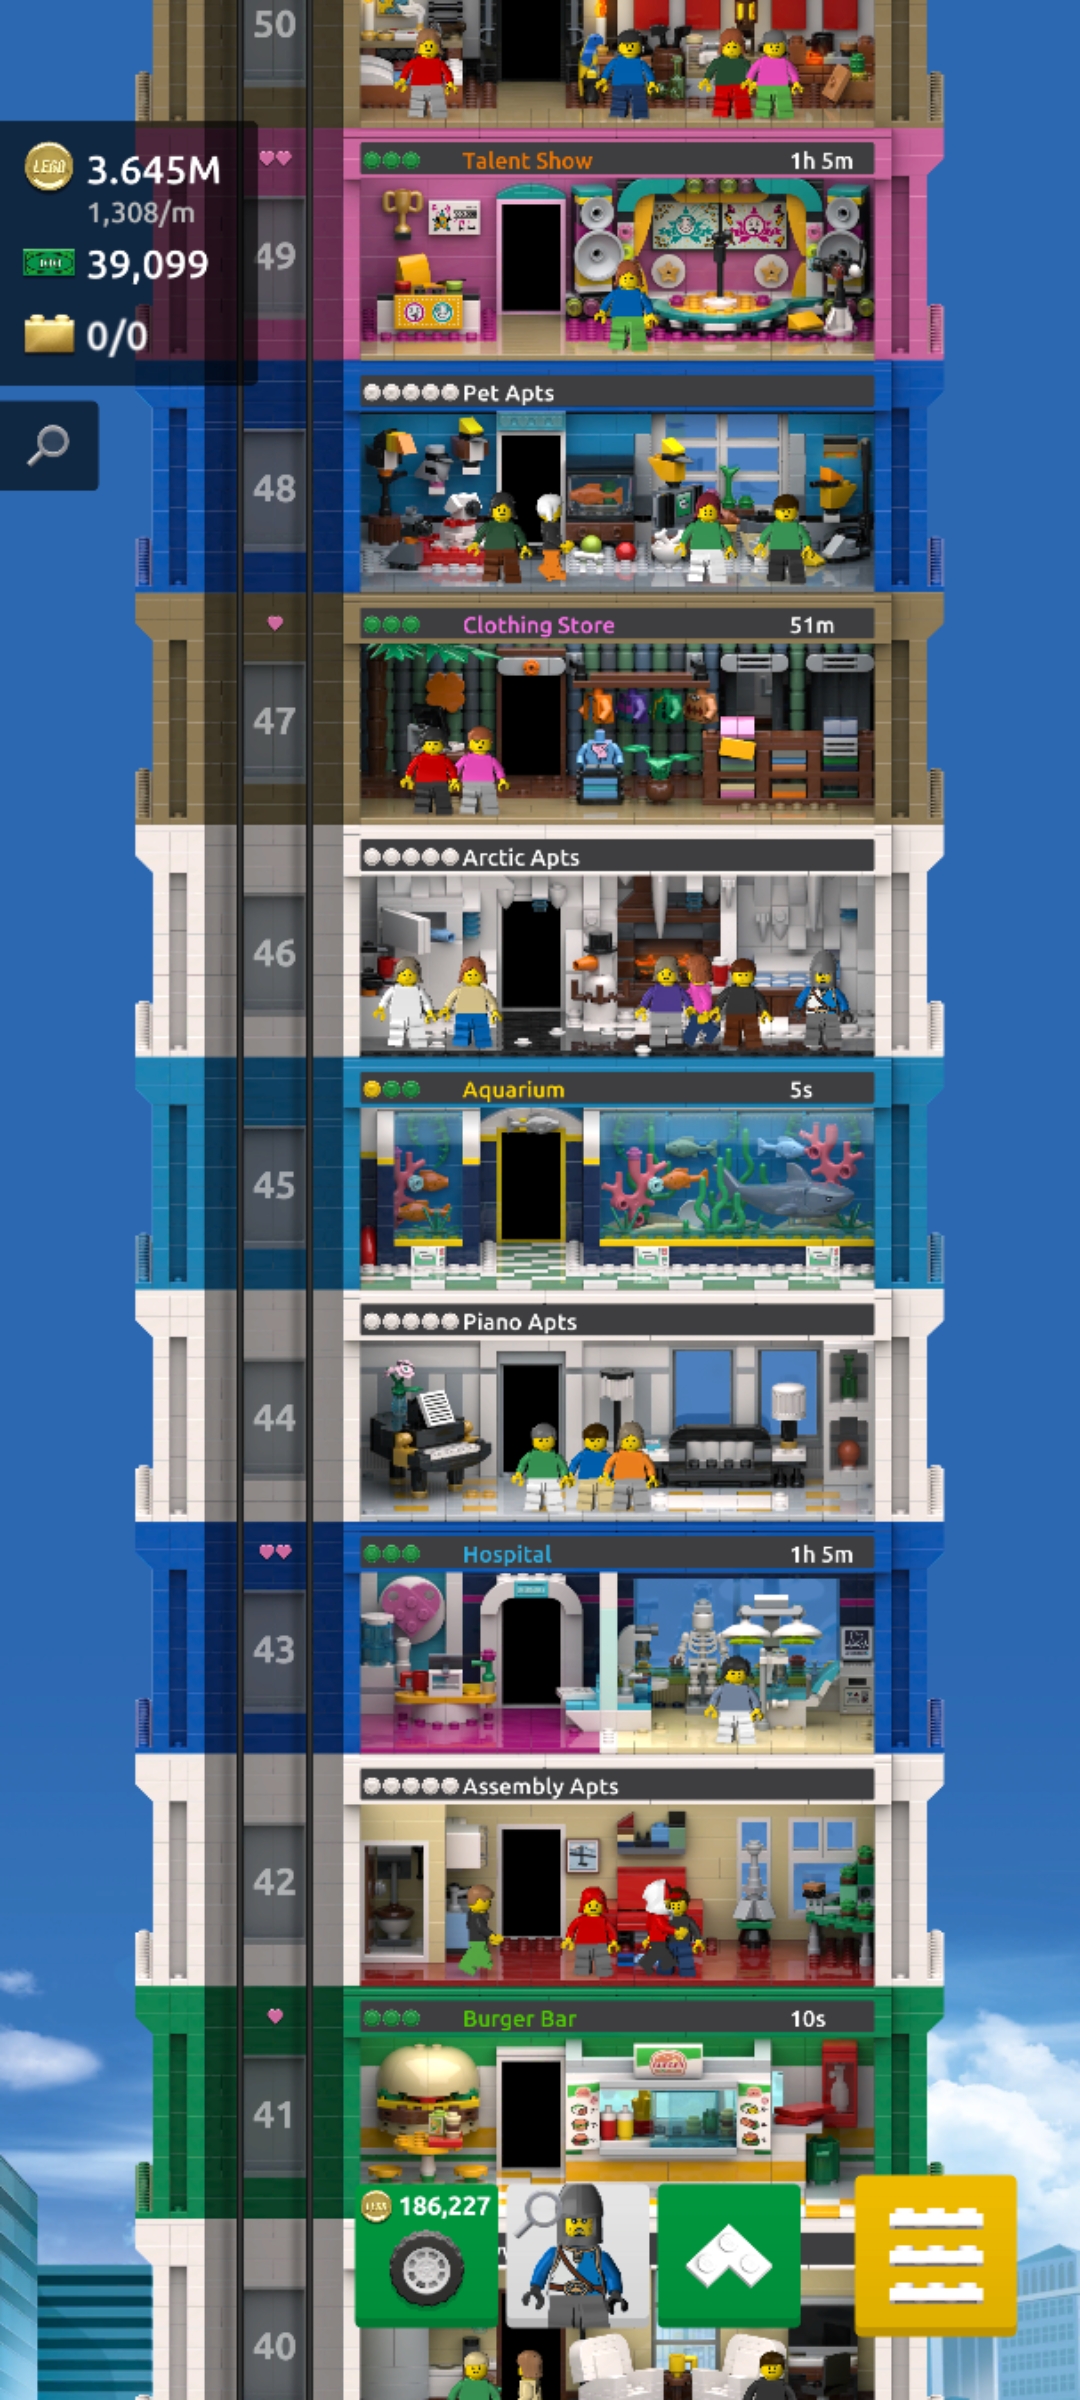 50
LEGO
3.645M
1,308/m
39,099
0/0
Talent Show
1h 5m
49
Pet Apts
48
Clothing Store
51m
47
Arctic Apts
46
Aquarium
5s
45
Piano Apts
44
Hospital
1h 5m
43
Assembly Apts
42
Burger Bar
10s
41
LEGO
186,227
40